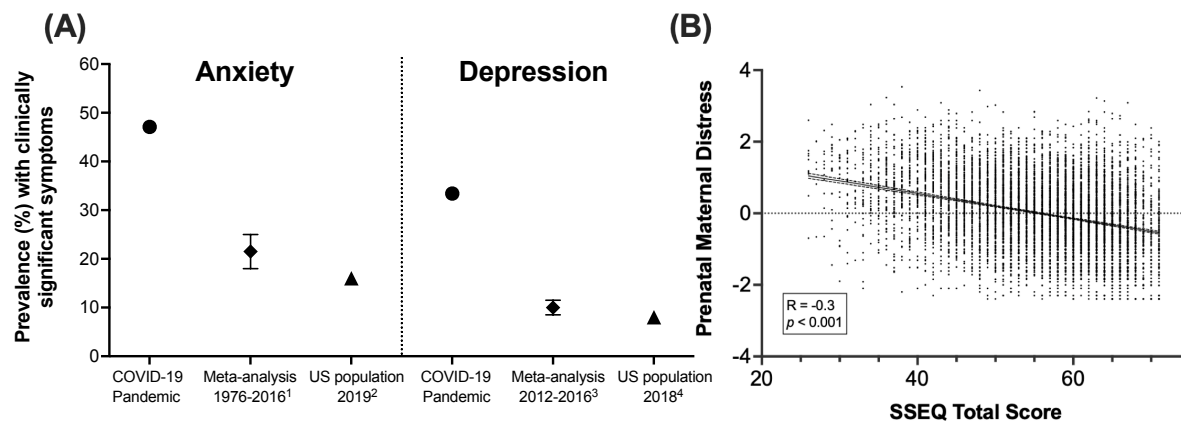 (A)
Anxiety
Depression
Prevalence (%) with clinically
significant symptoms
60
50
40
30
20
10
0
COVID-19
Pandemic
Meta-analysis
1976-2016¹
US population
2019²
COVID-19
Pandemic
Meta-analysis
2012-2016³
US population
2018⁴
(B)
Prenatal Maternal Distress
4
2
0
-2
-4
R = -0.3
p < 0.001
20
40
60
SSEQ Total Score